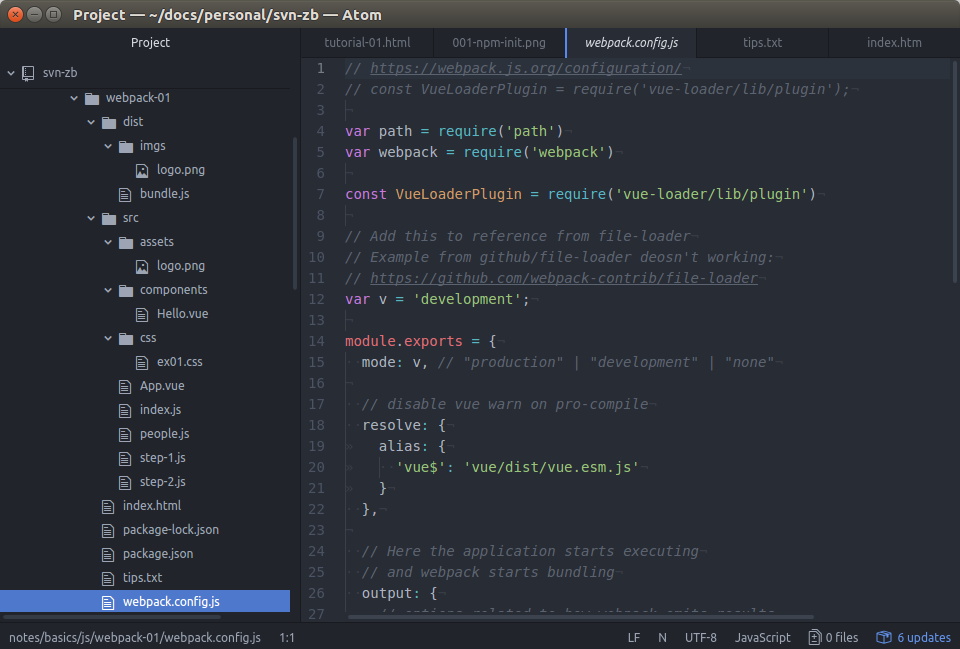 Project — ~/docs/personal/svn-zb — Atom
Project
svn-zb
webpack-01
dist
imgs
logo.png
bundle.js
src
assets
logo.png
components
Hello.vue
css
ex01.css
App.vue
index.js
people.js
step-1.js
step-2.js
index.html
package-lock.json
package.json
tips.txt
webpack.config.js
tutorial-01.html 001-npm-init.png webpack.config.js tips.txt index.htm
1 // https://webpack.js.org/configuration/
2 // const VueLoaderPlugin = require('vue-loader/lib/plugin');
3
4 var path = require('path')
5 var webpack = require('webpack')
6
7 const VueLoaderPlugin = require('vue-loader/lib/plugin')
8
9 // Add this to reference from file-loader
10 // Example from github/file-loader deosn't working:
11 // https://github.com/webpack-contrib/file-loader
12 var v = 'development';
13
14 module.exports = {
15 mode: v, // "production" | "development" | "none"
16
17 // disable vue warn on pro-compile
18 resolve: {
19 alias: {
20 'vue$': 'vue/dist/vue.esm.js'
21 }
22 },
23
24 // Here the application starts executing
25 // and webpack starts bundling
26 output: {
27 // options related to how webpack emits results
notes/basics/js/webpack-01/webpack.config.js 1:1 LF N UTF-8 JavaScript 0 files 6 updates